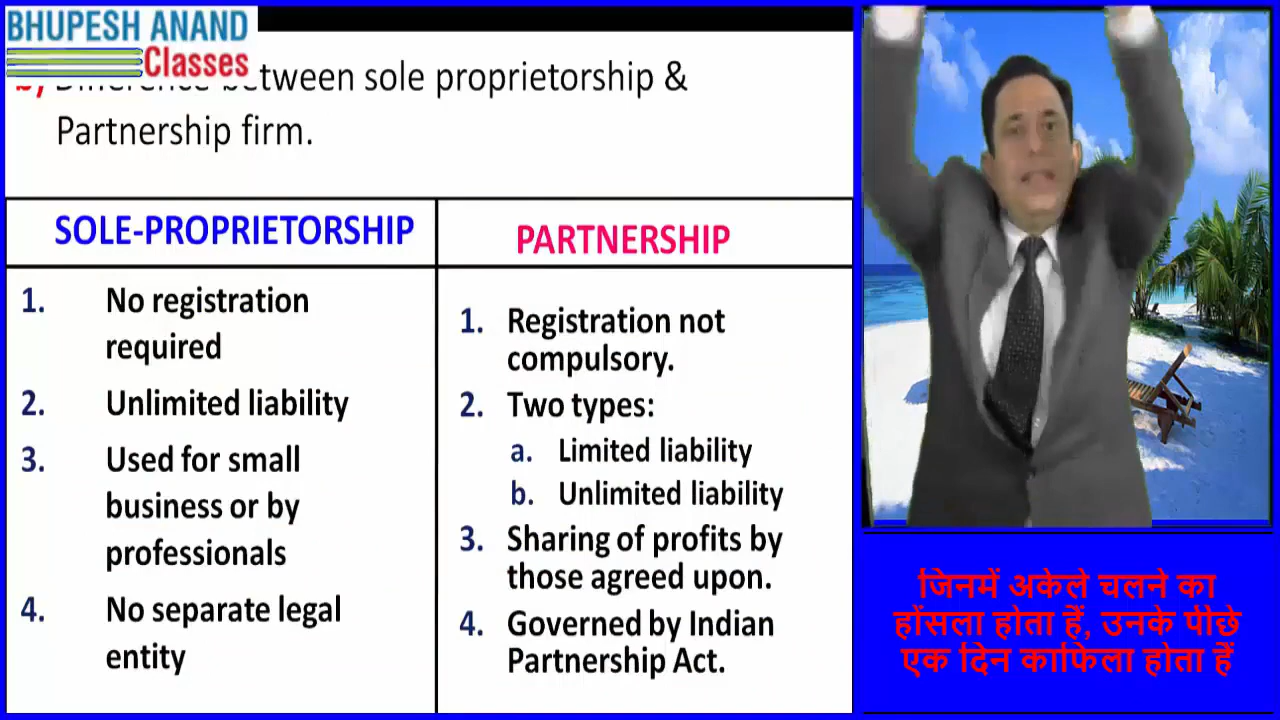 BHUPESH ANAND
Classes
b) Difference between sole proprietorship &
Partnership firm.
SOLE-PROPRIETORSHIP
PARTNERSHIP
1. No registration
required
2. Unlimited liability
3. Used for small
business or by
professionals
4. No separate legal
entity
1. Registration not
compulsory.
2. Two types:
a. Limited liability
b. Unlimited liability
3. Sharing of profits by
those agreed upon.
4. Governed by Indian
Partnership Act.
जिनमें अकेले चलने का
होंसला होता हैं, उनके पीछे
एक दिन काफिला होता हैं